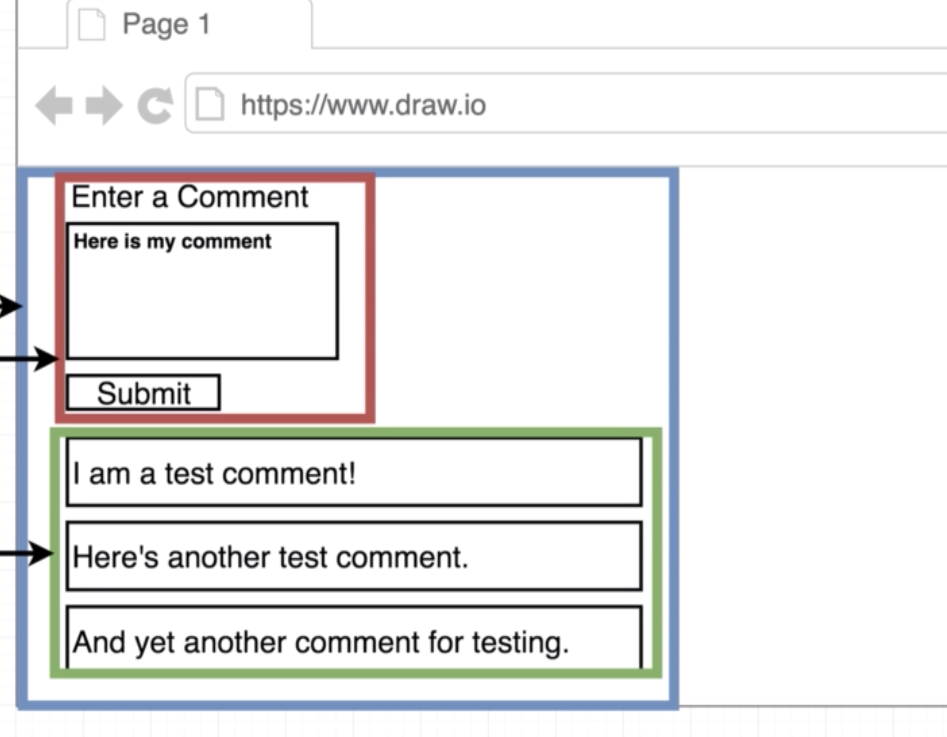 Page 1
https://www.draw.io
Enter a Comment
Here is my comment
Submit
I am a test comment!
Here's another test comment.
And yet another comment for testing.